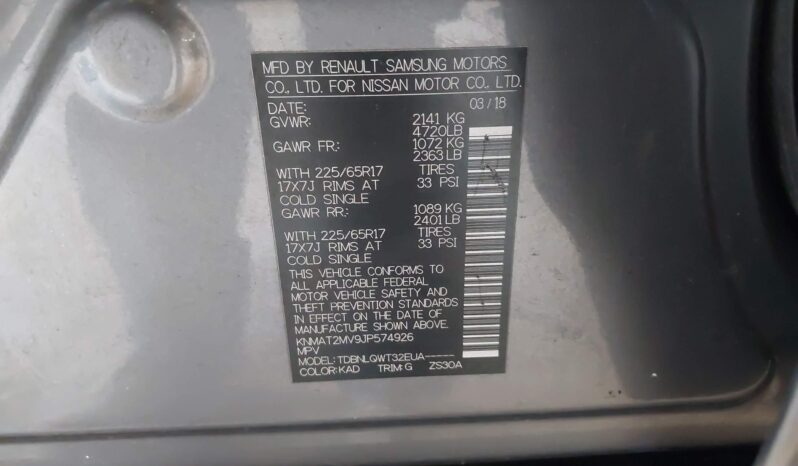 MFD BY RENAULT SAMSUNG MOTORS
CO., LTD. FOR NISSAN MOTOR CO., LTD.
DATE: 03/18
GVWR: 2141 KG
4720LB
GAWR FR: 1072 KG
2363 LB
WITH 225/65R17 TIRES
17X7J RIMS AT 33 PSI
COLD SINGLE
GAWR RR: 1089 KG
2401 LB
WITH 225/65R17 TIRES
17X7J RIMS AT 33 PSI
COLD SINGLE
THIS VEHICLE CONFORMS TO
ALL APPLICABLE FEDERAL
MOTOR VEHICLE SAFETY AND
THEFT PREVENTION STANDARDS
IN EFFECT ON THE DATE OF
MANUFACTURE SHOWN ABOVE.
KNMAT2MV9JP574926
MPV
MODEL: TDBNLQWT32EUA-----
COLOR: KAD TRIM: G ZS30A